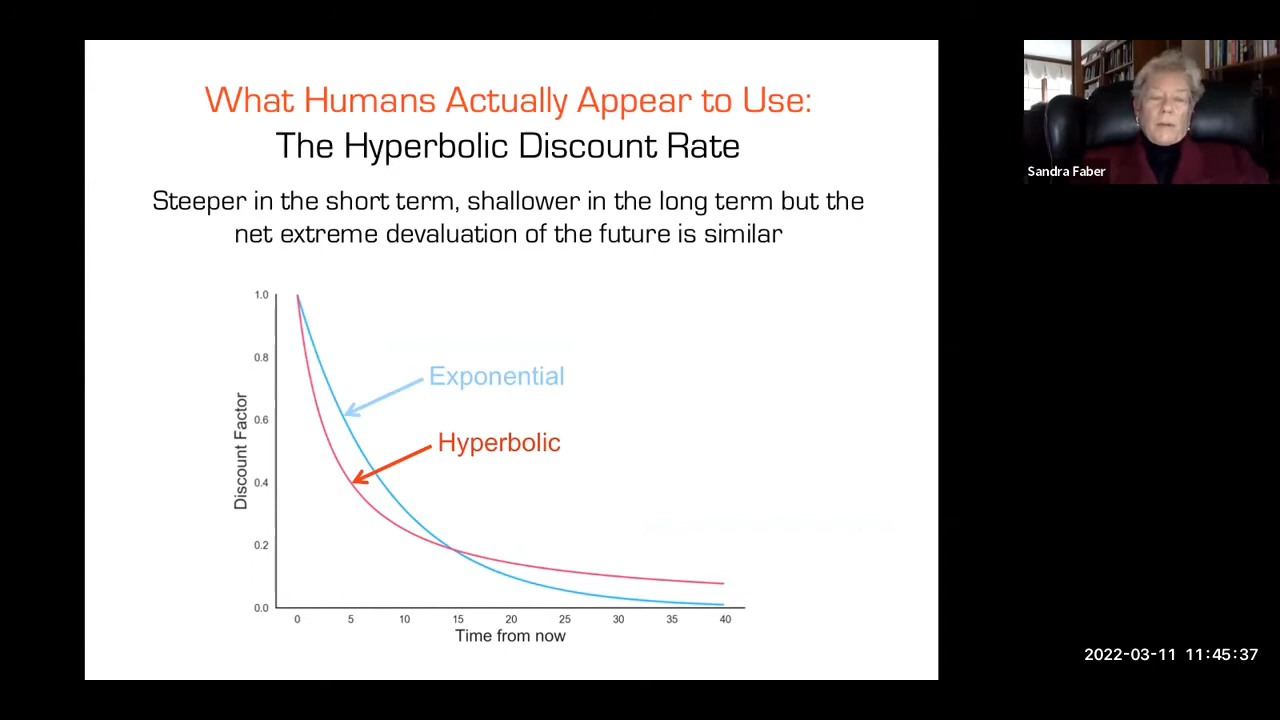 What Humans Actually Appear to Use:
The Hyperbolic Discount Rate
Steeper in the short term, shallower in the long term but the
net extreme devaluation of the future is similar
1.0
0.8
0.6
0.4
0.2
0.0
Discount Factor
Exponential
Hyperbolic
0 5 10 15 20 25 30 35 40
Time from now
Sandra Faber
2022-03-11 11:45:37